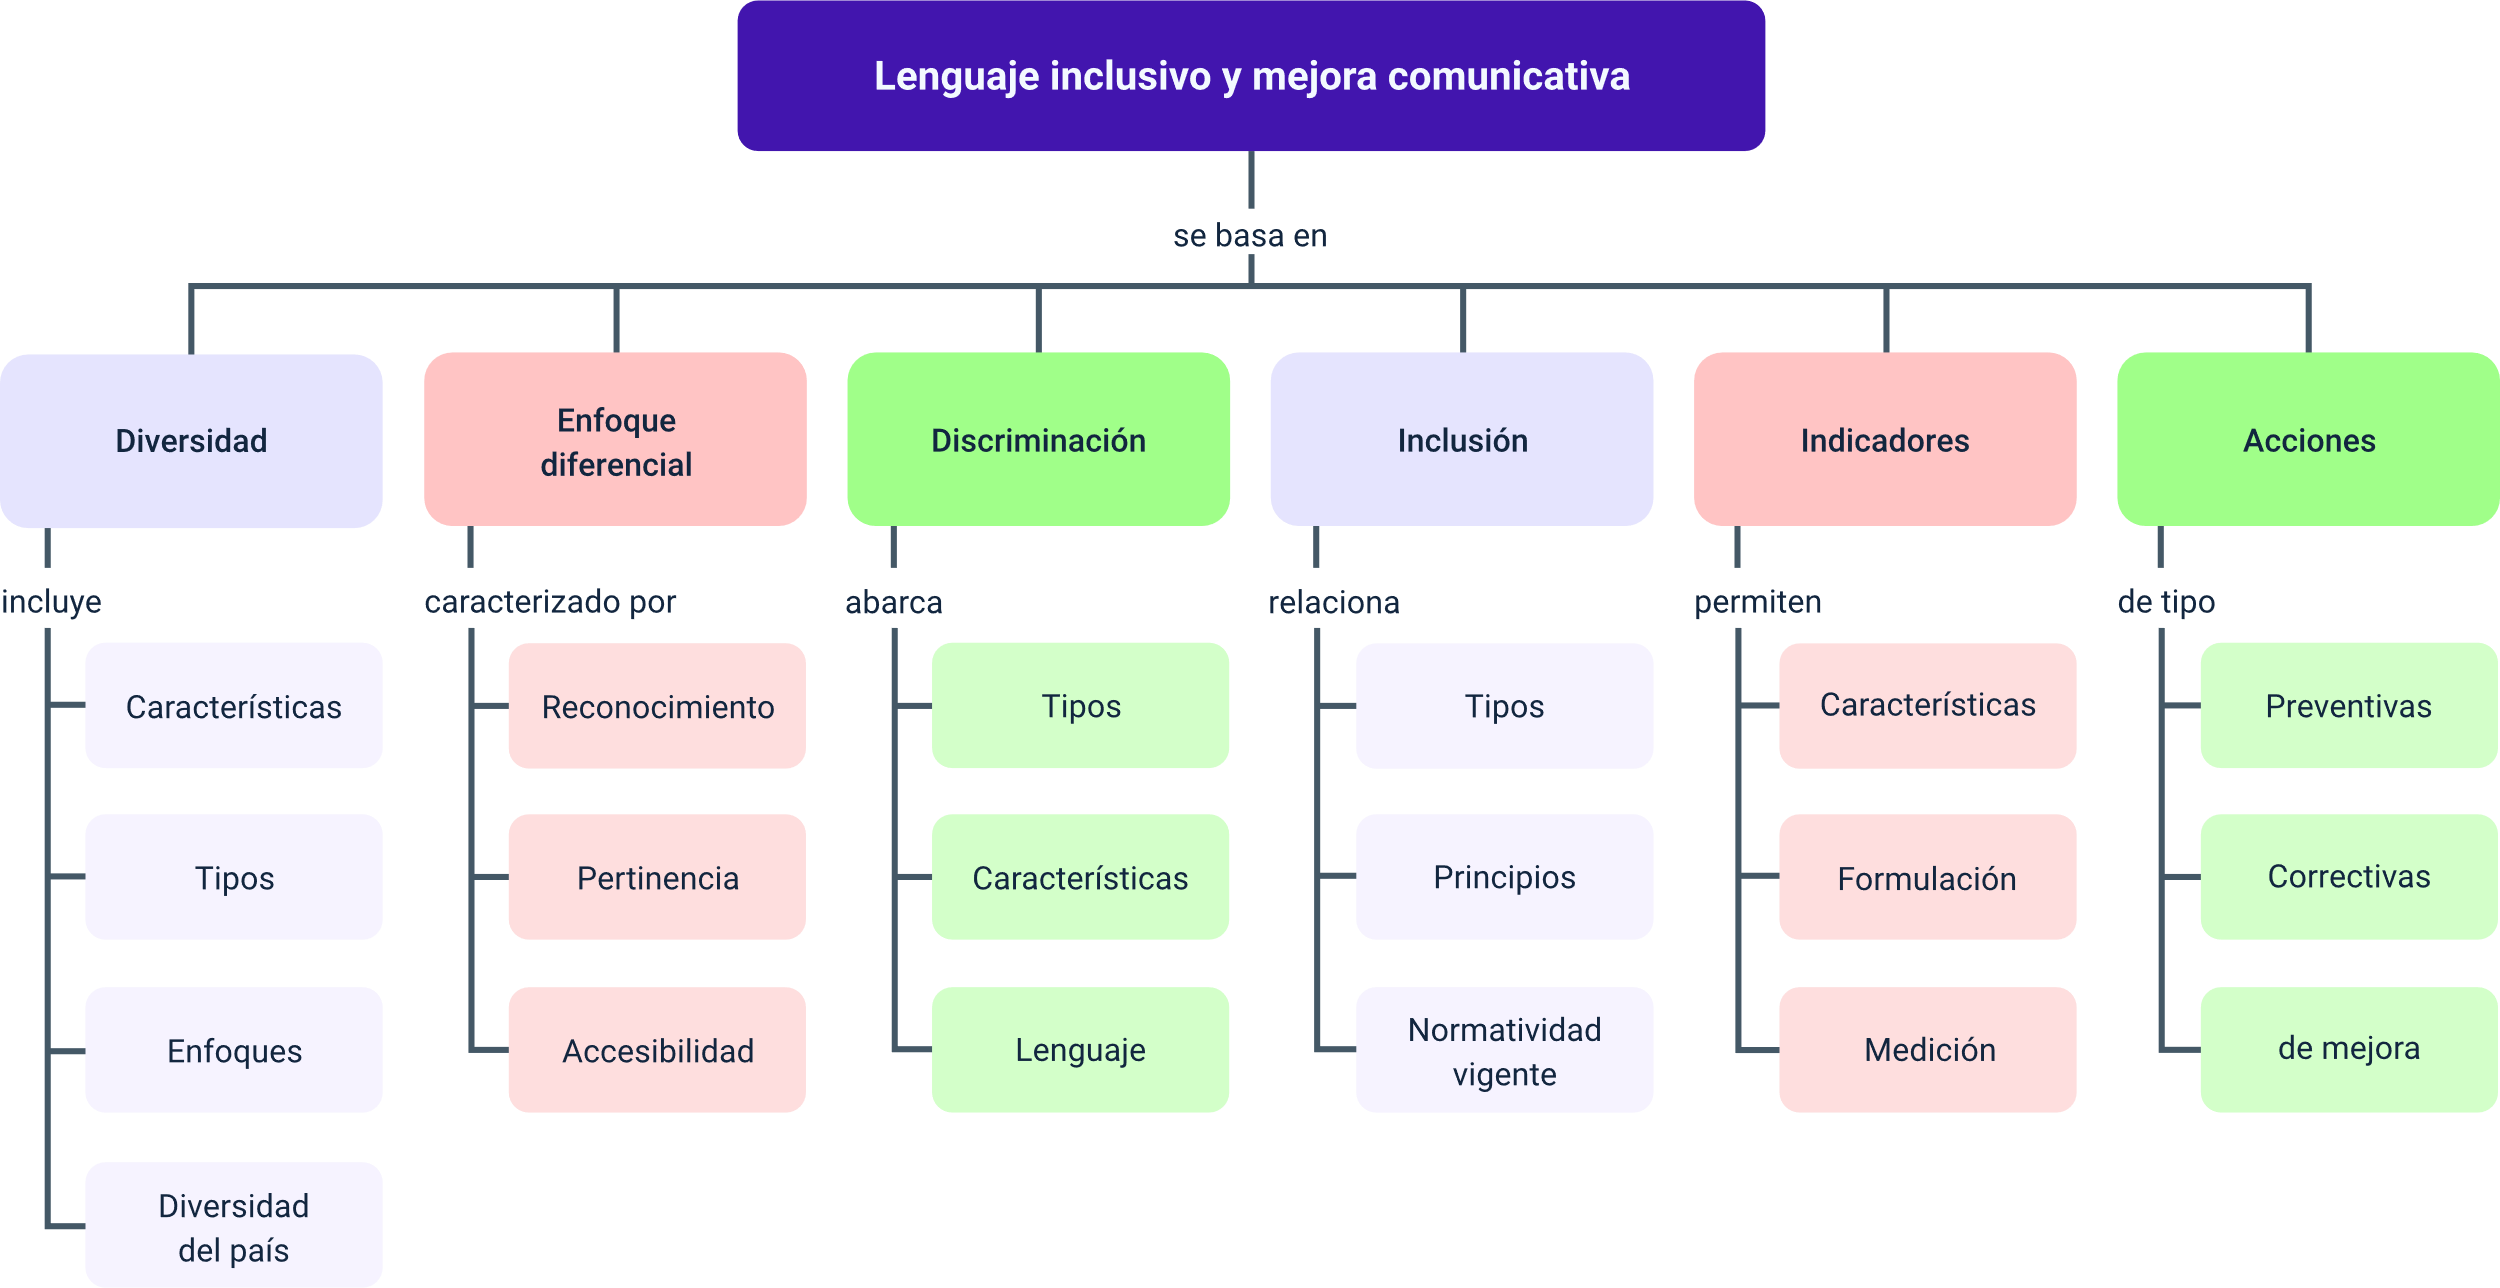 Lenguaje inclusivo y mejora comunicativa
se basa en
Diversidad
incluye
Características
Tipos
Enfoques
Diversidad
del país
Enfoque
diferencial
caracterizado por
Reconocimiento
Pertinencia
Accesibilidad
Discriminación
abarca
Tipos
Características
Lenguaje
Inclusión
relaciona
Tipos
Principios
Normatividad
vigente
Indicadores
permiten
Características
Formulación
Medición
Acciones
de tipo
Preventivas
Correctivas
de mejora